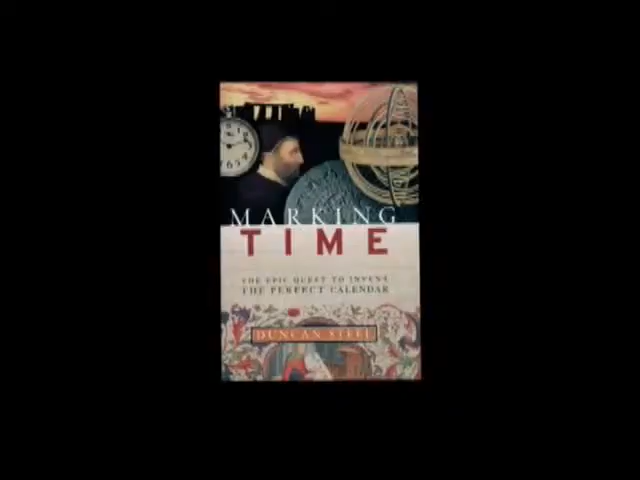 MARKING
TIME
THE EPIC QUEST TO INVENT
THE PERFECT CALENDAR
DUNCAN STEEL